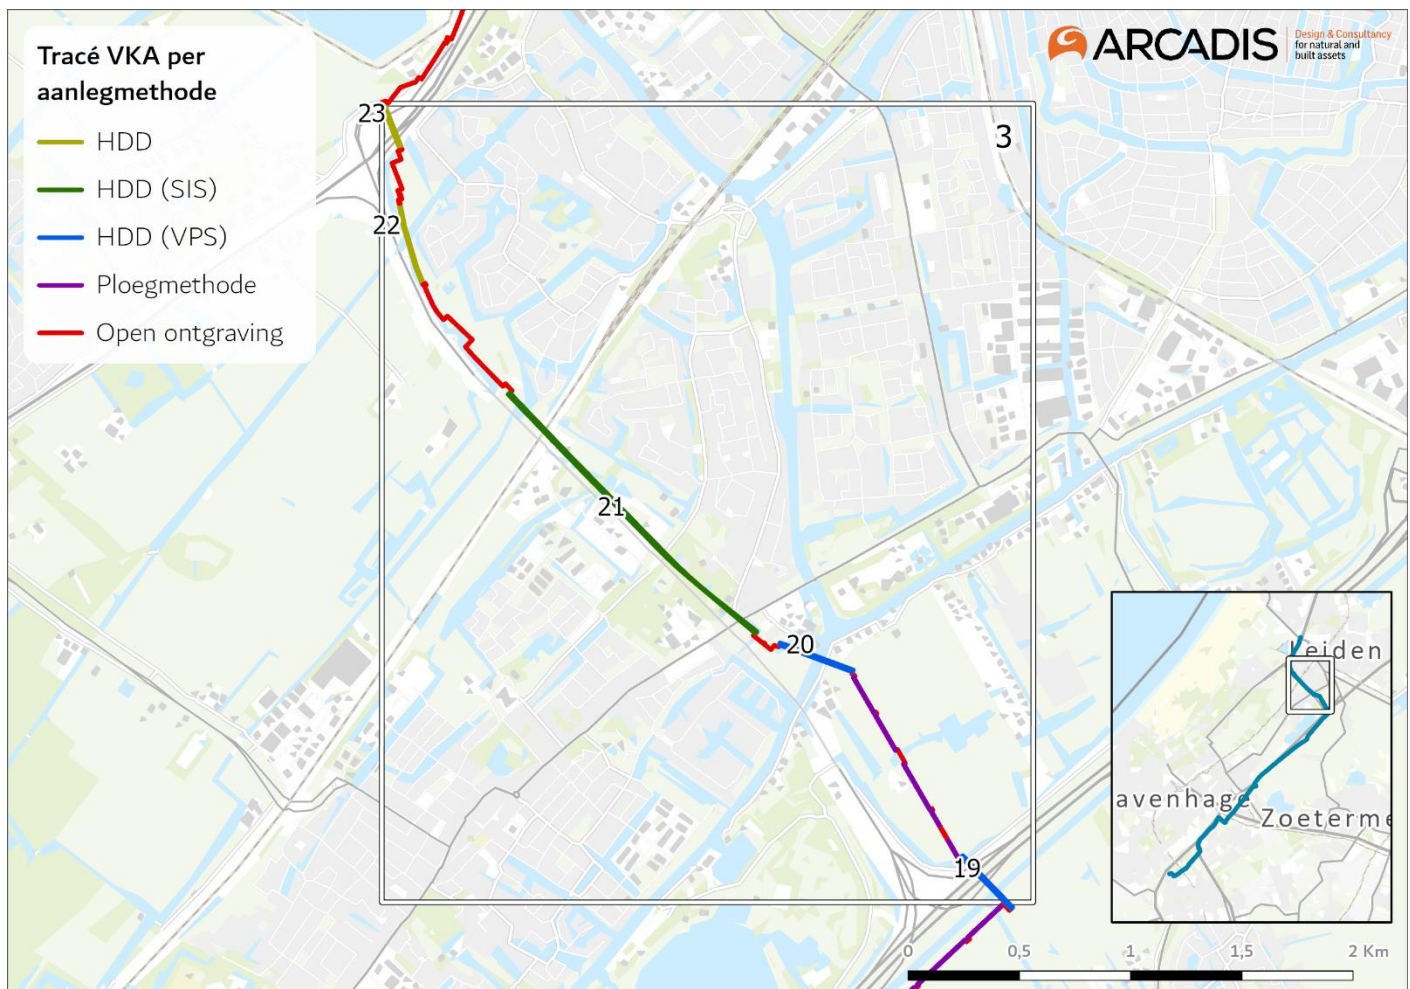 Tracé VKA per
aanlegmethode
HDD
HDD (SIS)
HDD (VPS)
Ploegmethode
Open ontgraving
ARCADIS
Design & Consultancy
for natural and
built assets
3
23
22
21
20
19
Leiden
avenhage
Zoeterme
0
0,5
1
1,5
2 Km